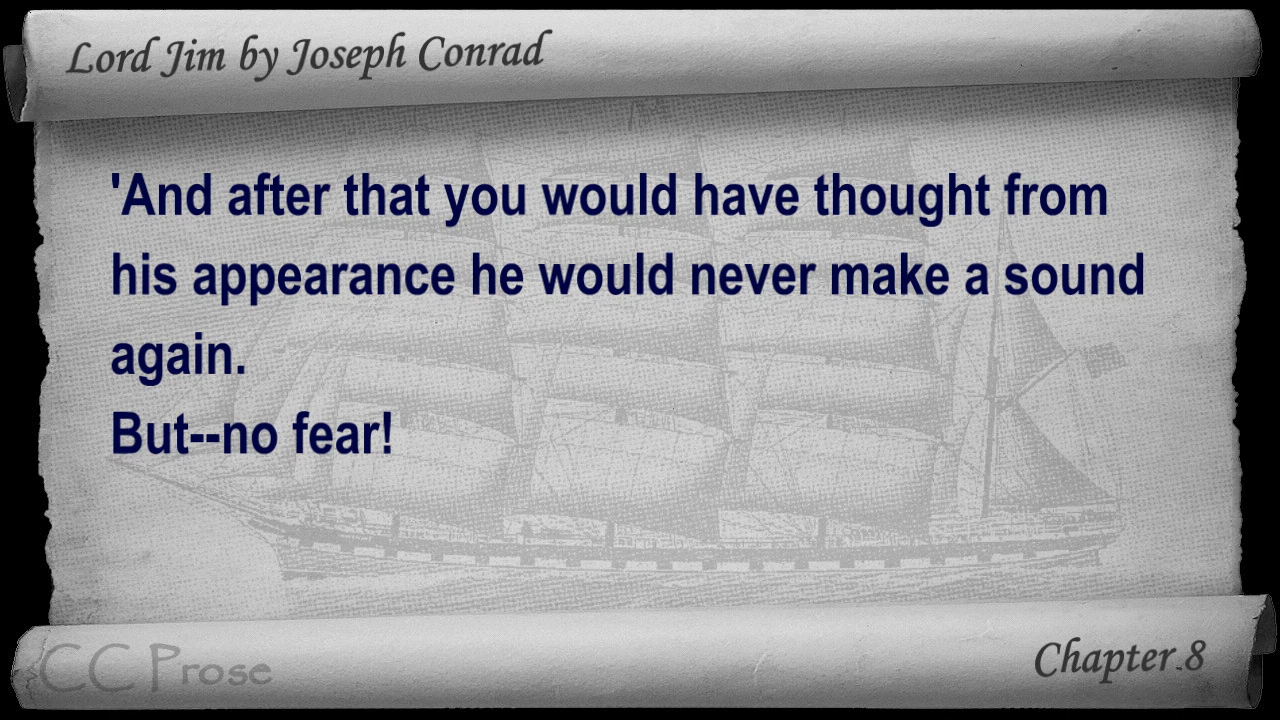 Lord Jim by Joseph Conrad
'And after that you would have thought from
his appearance he would never make a sound
again.
But--no fear!
CC Prose
Chapter 8